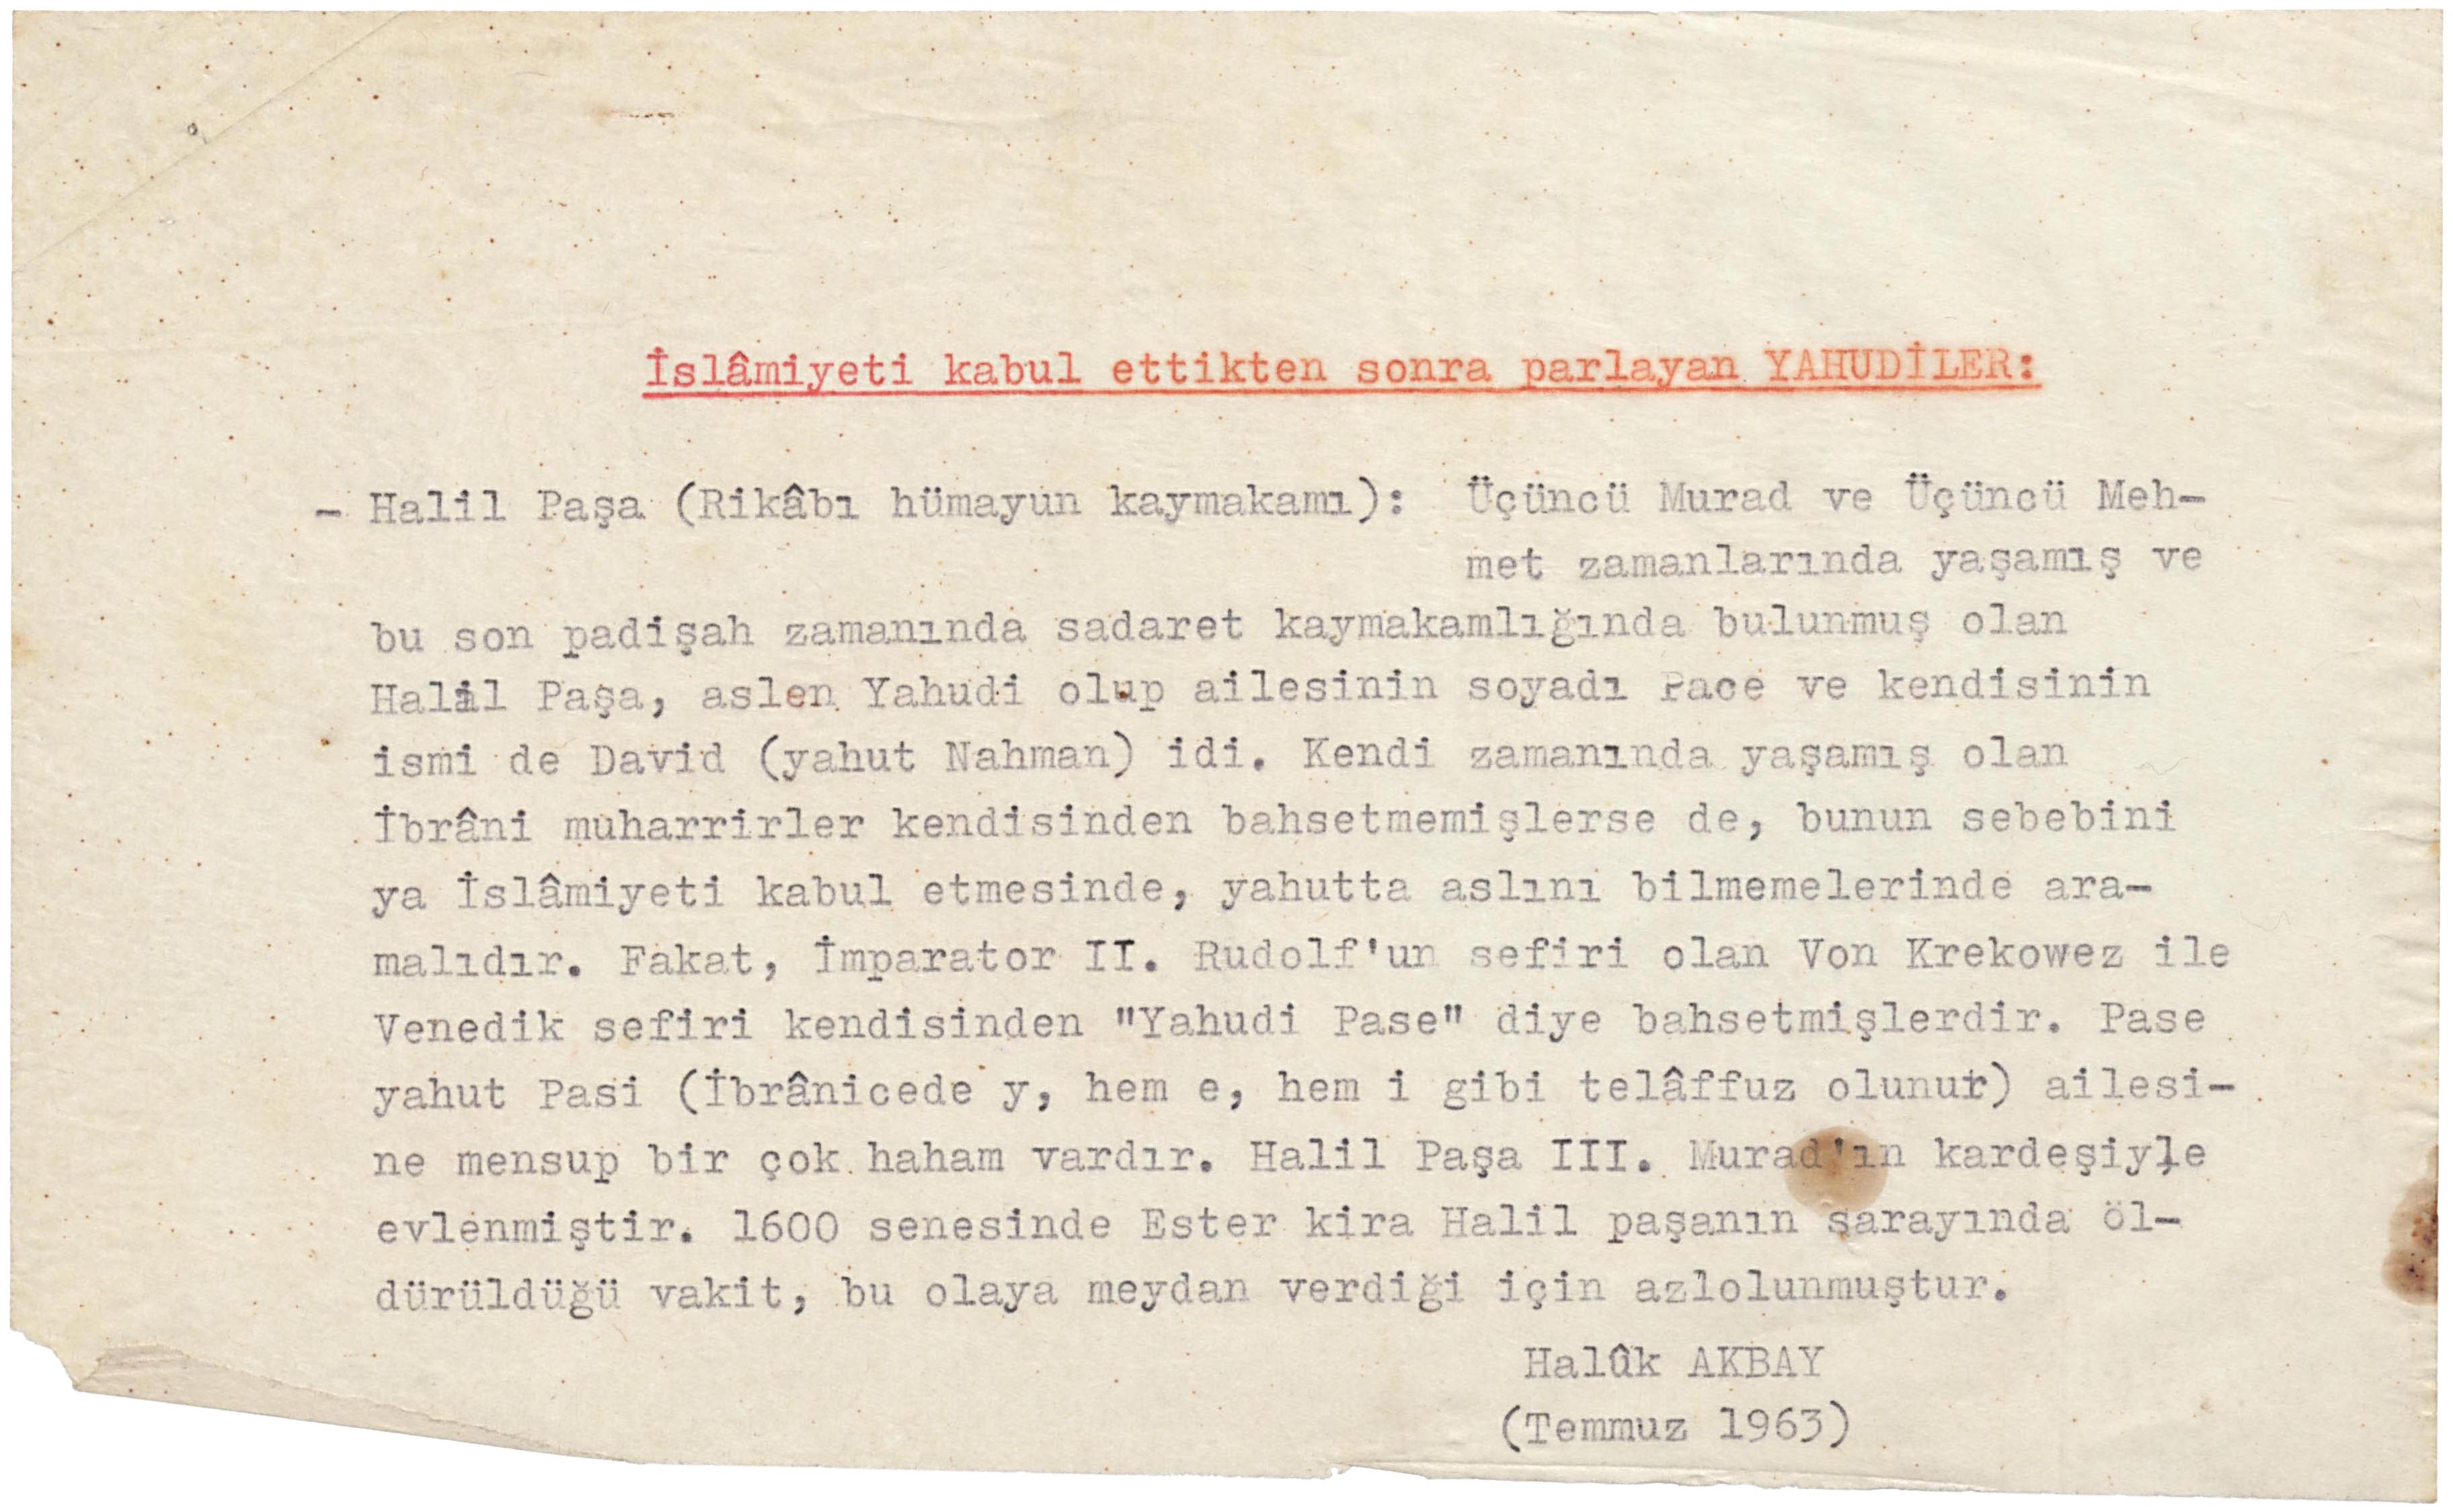 İslâmiyeti kabul ettikten sonra parlayan YAHUDİLER:
- Halil Paşa (Rikâbı hümayun kaymakamı): Üçüncü Murad ve Üçüncü Meh-
met zamanlarında yaşamış ve
bu son padişah zamanında sadaret kaymakamlığında bulunmuş olan
Halil Paşa, aslen Yahudi olup ailesinin soyadı Pace ve kendisinin
ismi de David (yahut Nahman) idi. Kendi zamanında yaşamış olan
İbrâni muharrirler kendisinden bahsetmemişlerse de, bunun sebebini
ya İslâmiyeti kabul etmesinde, yahutta aslını bilmemelerinde ara-
malıdır. Fakat, İmparator II. Rudolf'un sefiri olan Von Krekowez ile
Venedik sefiri kendisinden "Yahudi Pase" diye bahsetmişlerdir. Pase
yahut Pasi (İbrânicede y, hem e, hem i gibi telâffuz olunur) ailesi-
ne mensup bir çok haham vardır. Halil Paşa III. Murad'ın kardeşiyle
evlenmiştir. 1600 senesinde Ester kira Halil paşanın sarayında öl-
dürüldüğü vakit, bu olaya meydan verdiği için azlolunmuştur.
Halûk AKBAY
(Temmuz 1963)